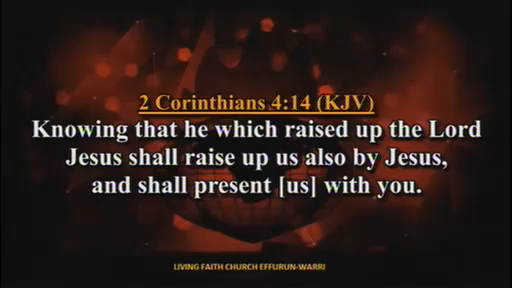 2 Corinthians 4:14 (KJV)
Knowing that he which raised up the Lord
Jesus shall raise up us also by Jesus,
and shall present [us] with you.
LIVING FAITH CHURCH EFFURUN-WARRI